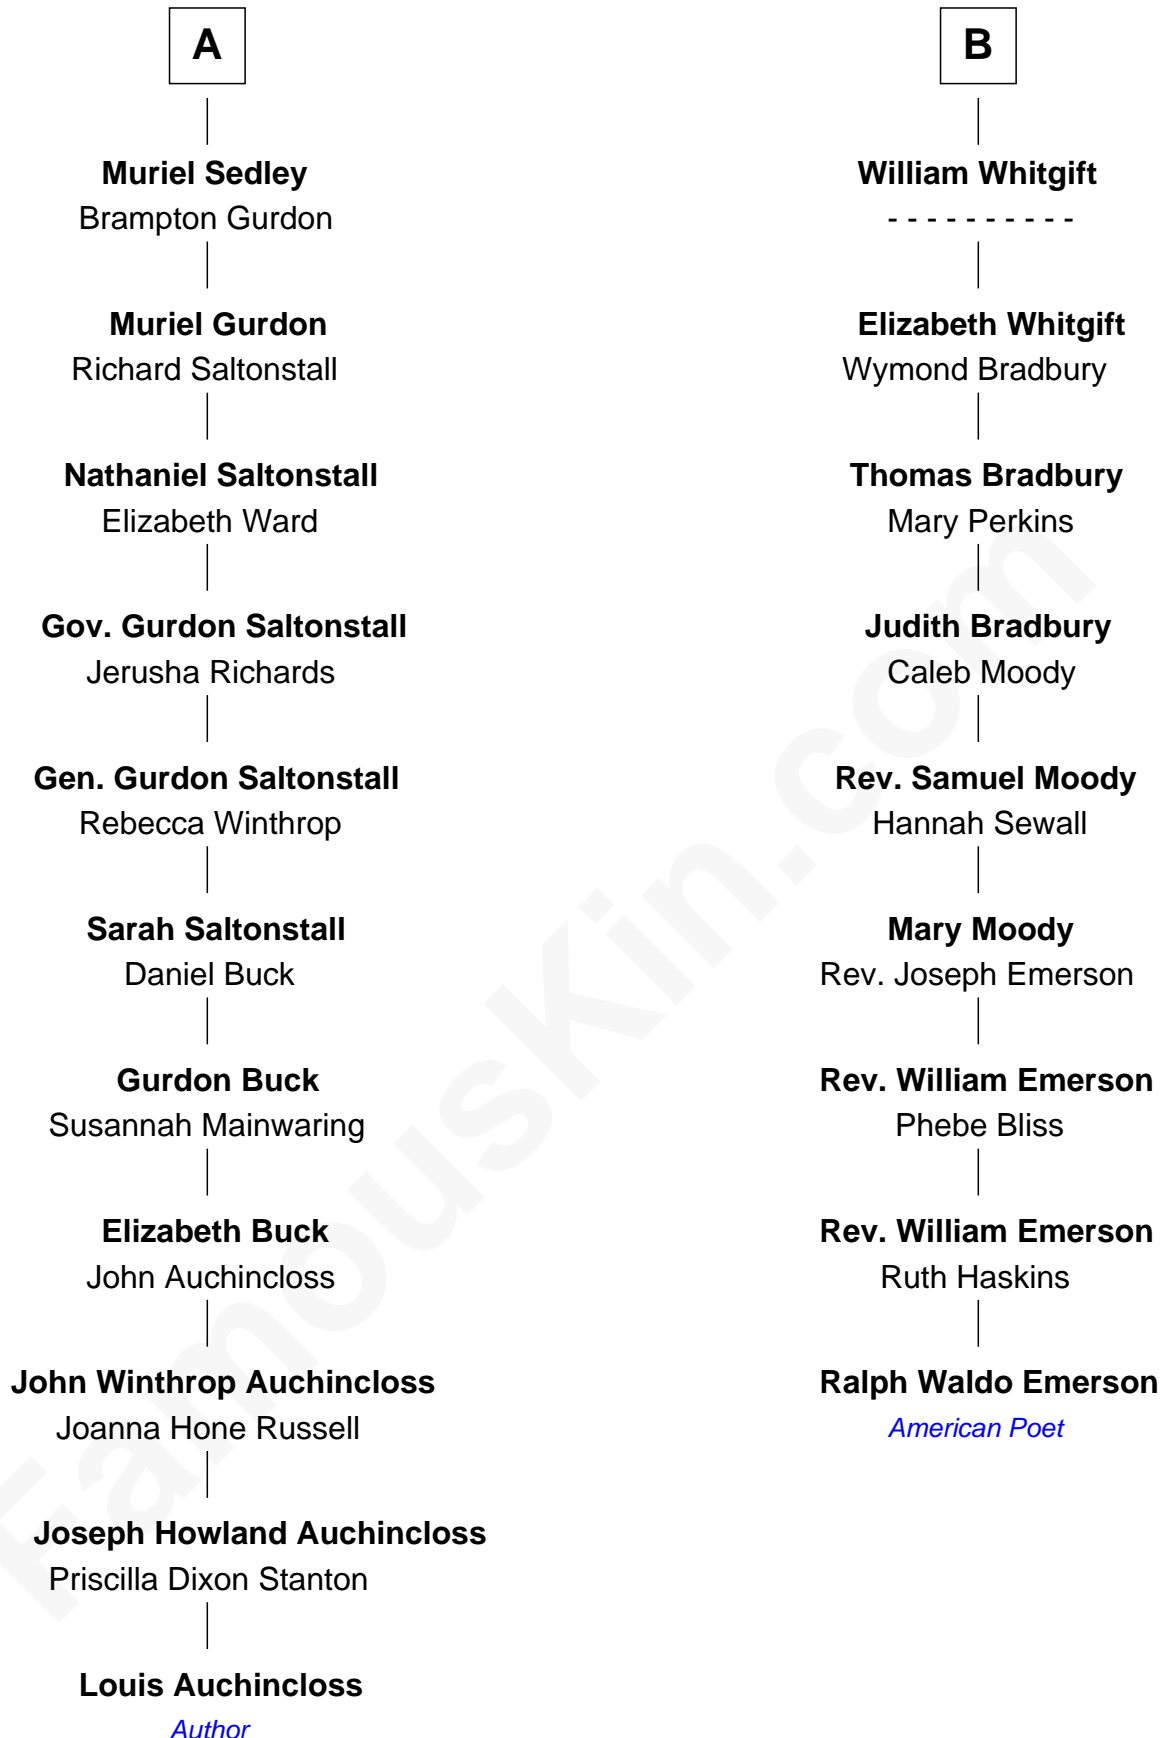 A
Muriel Sedley
Brampton Gurdon
Muriel Gurdon
Richard Saltonstall
Nathaniel Saltonstall
Elizabeth Ward
Gov. Gurdon Saltonstall
Jerusha Richards
Gen. Gurdon Saltonstall
Rebecca Winthrop
Sarah Saltonstall
Daniel Buck
Gurdon Buck
Susannah Mainwaring
Elizabeth Buck
John Auchincloss
John Winthrop Auchincloss
Joanna Hone Russell
Joseph Howland Auchincloss
Priscilla Dixon Stanton
Louis Auchincloss
Author
B
William Whitgift
- - - - - - - - - -
Elizabeth Whitgift
Wymond Bradbury
Thomas Bradbury
Mary Perkins
Judith Bradbury
Caleb Moody
Rev. Samuel Moody
Hannah Sewall
Mary Moody
Rev. Joseph Emerson
Rev. William Emerson
Phebe Bliss
Rev. William Emerson
Ruth Haskins
Ralph Waldo Emerson
American Poet
FamousKin.com